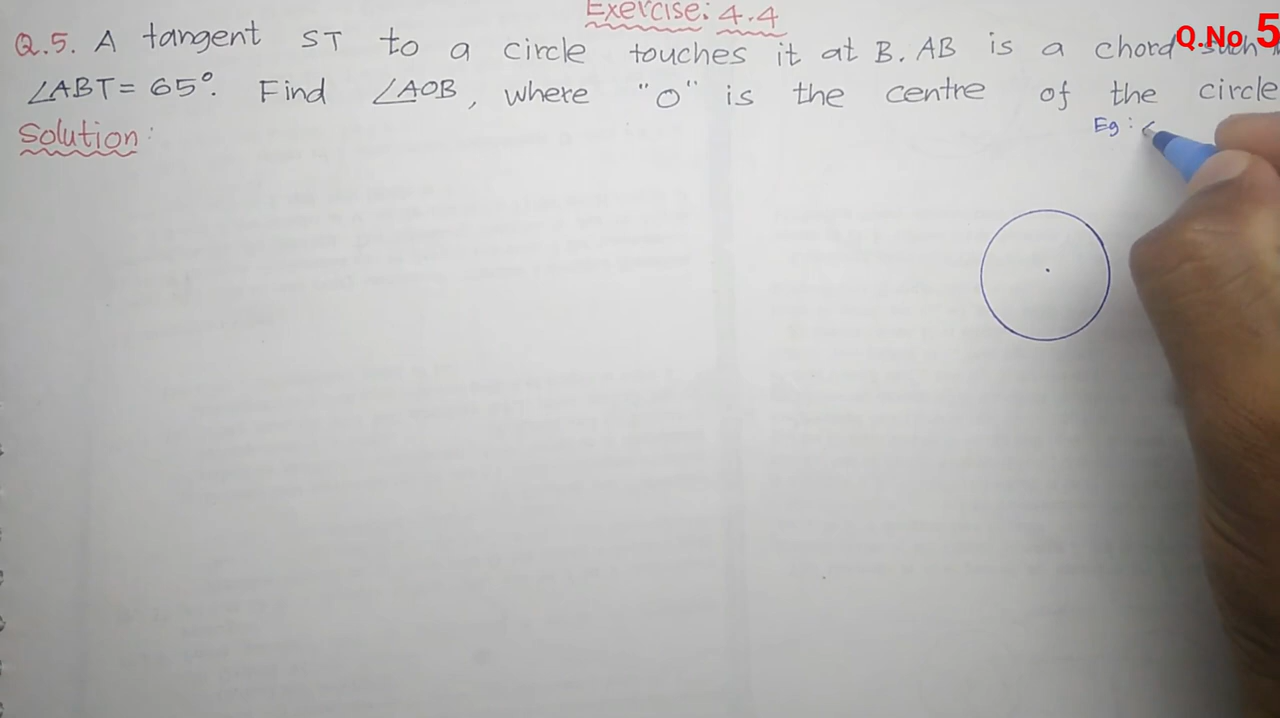 Exercise: 4.4
Q.No 5
Q.5. A tangent ST to a circle touches it at B. AB is a chord such
∠ABT = 65°. Find ∠AOB, where "O" is the centre of the circle
Solution:
Eg: